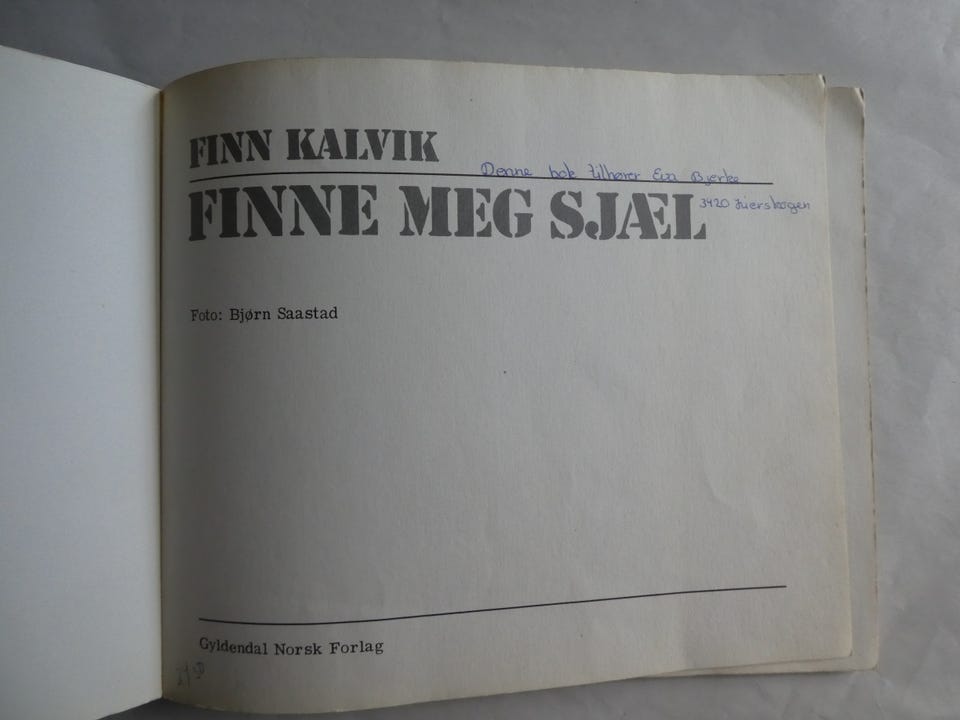 FINN KALVIK
Denne bok tilhører Eva Bjerke
FINNE MEG SJÆL
3420 Lierskogen
Foto: Bjørn Saastad
Gyldendal Norsk Forlag